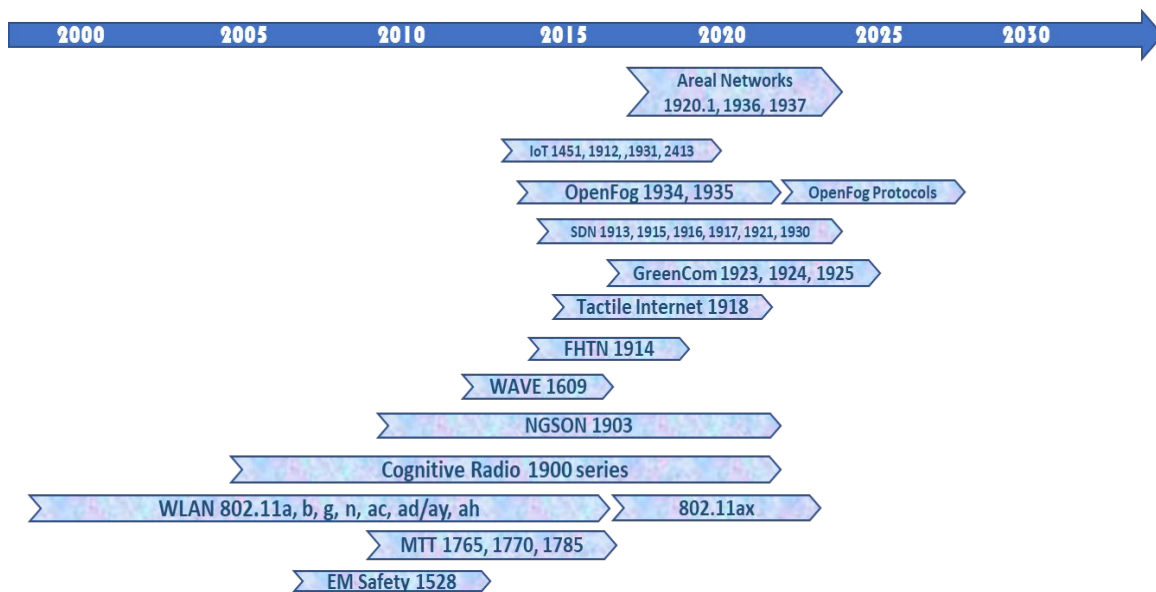 2000 2005 2010 2015 2020 2025 2030
Areal Networks
1920.1, 1936, 1937
IoT 1451, 1912, ,1931, 2413
OpenFog 1934, 1935
OpenFog Protocols
SDN 1913, 1915, 1916, 1917, 1921, 1930
GreenCom 1923, 1924, 1925
Tactile Internet 1918
FHTN 1914
WAVE 1609
NGSON 1903
Cognitive Radio 1900 series
WLAN 802.11a, b, g, n, ac, ad/ay, ah
802.11ax
MTT 1765, 1770, 1785
EM Safety 1528